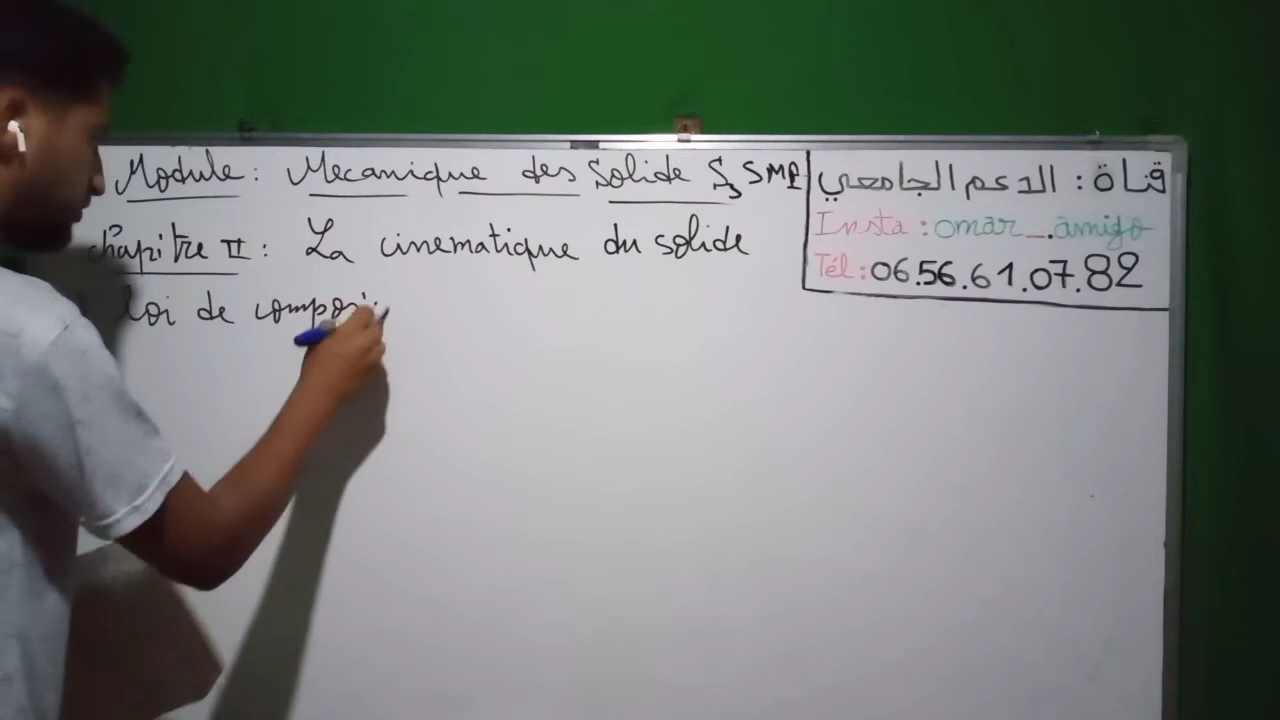 Module : Mecanique des Solide S3 SMP
chapitre II : La cinematique du solide
loi de composi
قناة : الدعم الجامعي
Insta : omar_.amigo
Tél : 06.56.61.07.82